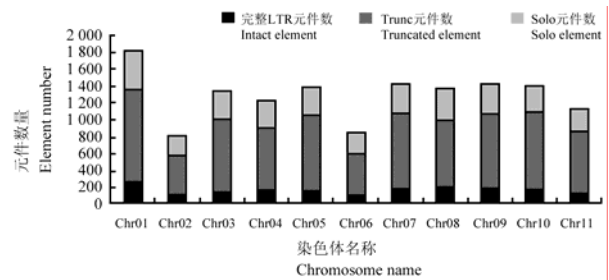 完整LTR元件数 Trunc元件数 Solo元件数
Intact element Truncated element Solo element
2 000
1 800
1 600
1 400
1 200
1 000
800
600
400
200
0
元件数量
Element number
Chr01 Chr02 Chr03 Chr04 Chr05 Chr06 Chr07 Chr08 Chr09 Chr10 Chr11
染色体名称
Chromosome name